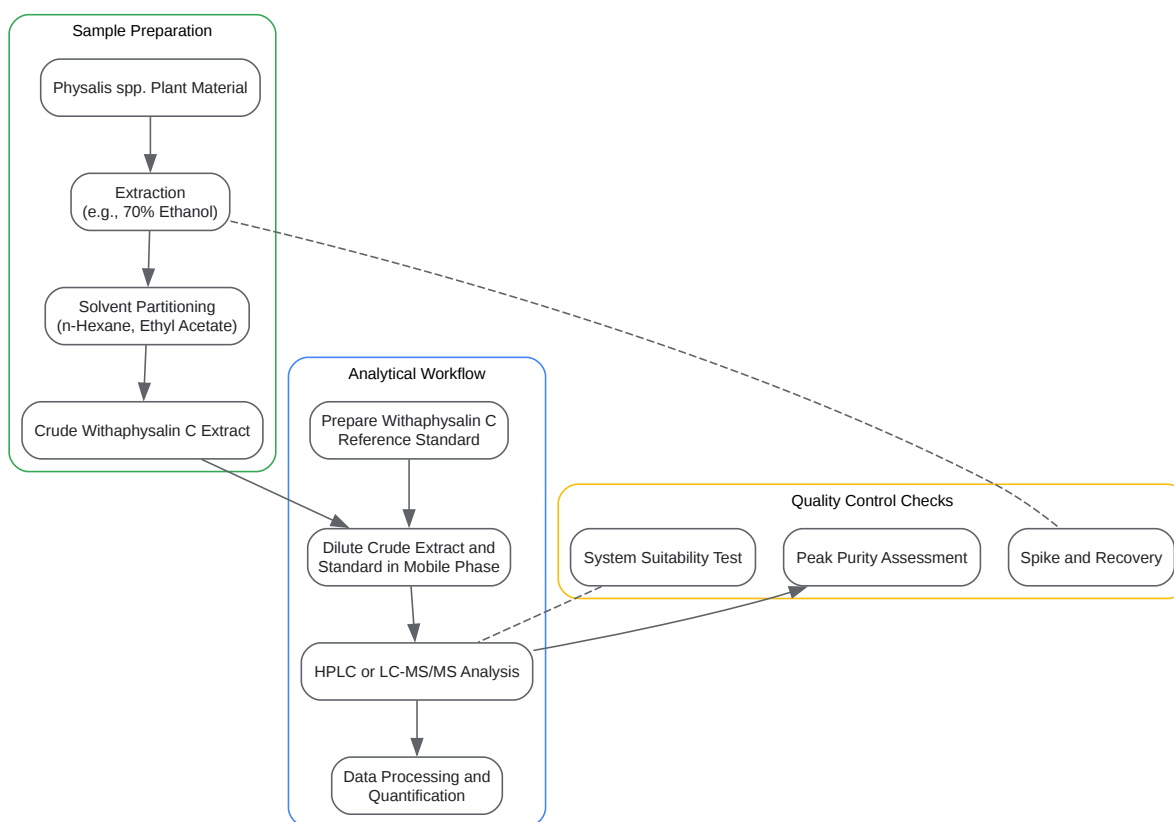 Sample Preparation
Physalis spp. Plant Material
Extraction
(e.g., 70% Ethanol)
Solvent Partitioning
(n-Hexane, Ethyl Acetate)
Crude Withaphysalin C Extract
Analytical Workflow
Prepare Withaphysalin C
Reference Standard
Dilute Crude Extract and
Standard in Mobile Phase
HPLC or LC-MS/MS Analysis
Data Processing and
Quantification
Quality Control Checks
System Suitability Test
Peak Purity Assessment
Spike and Recovery